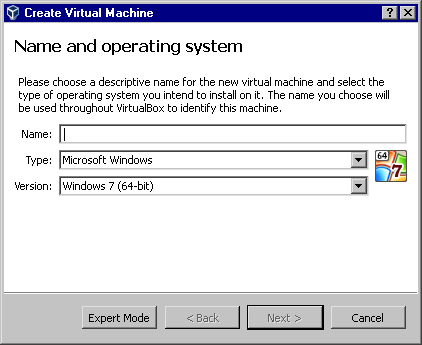 Create Virtual Machine
Name and operating system
Please choose a descriptive name for the new virtual machine and select the
type of operating system you intend to install on it. The name you choose will
be used throughout VirtualBox to identify this machine.
Name:
Type: Microsoft Windows
64
7
Version: Windows 7 (64-bit)
Expert Mode < Back Next > Cancel